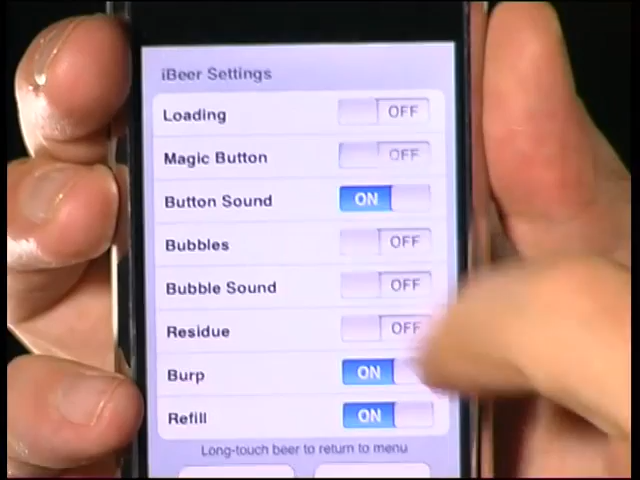 iBeer Settings
Loading OFF
Magic Button OFF
Button Sound ON
Bubbles OFF
Bubble Sound OFF
Residue OFF
Burp ON
Refill ON
Long-touch beer to return to menu